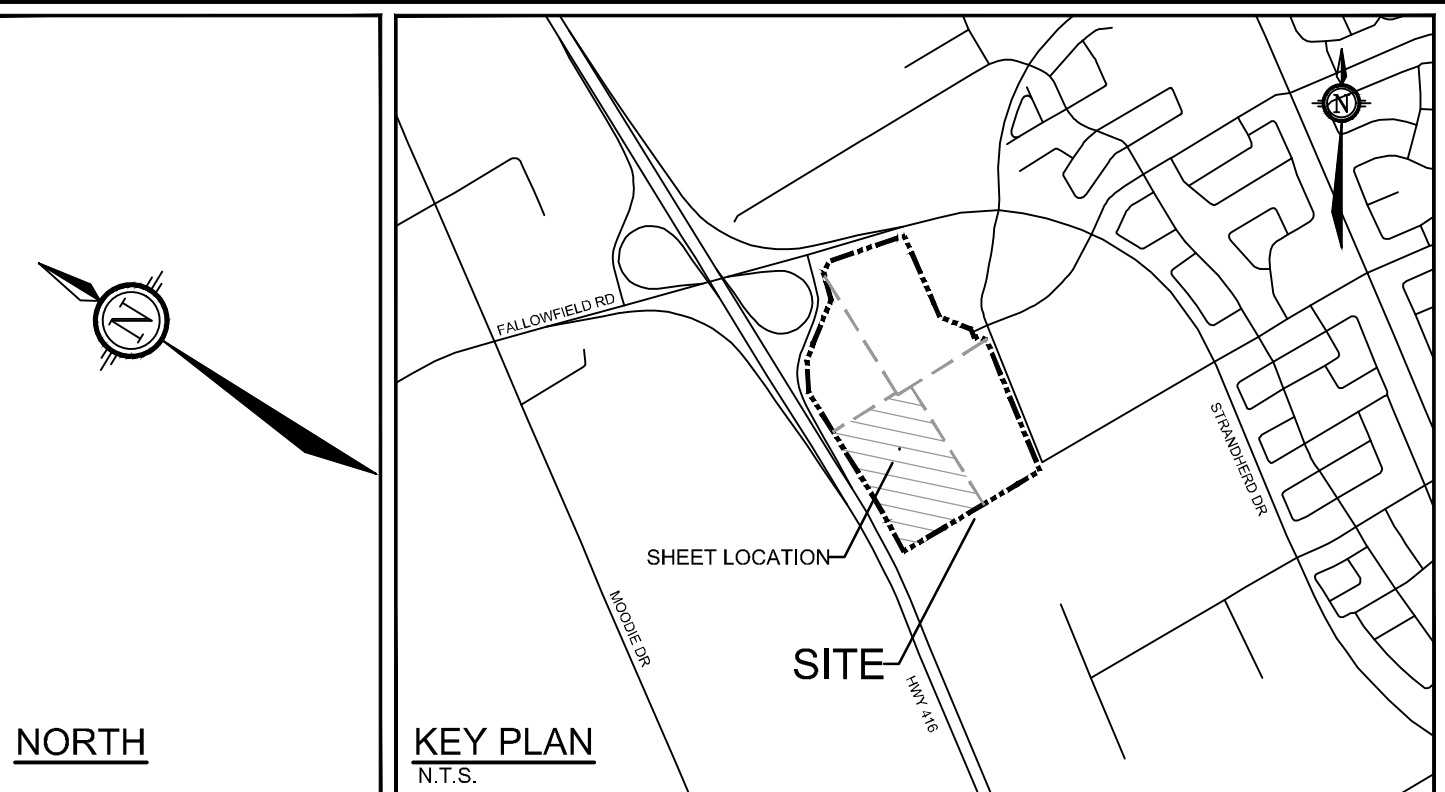 N
NORTH
N
FALLOWFIELD RD
STRANDHERD DR
SHEET LOCATION
MOODIE DR
SITE
HWY 416
KEY PLAN
N.T.S.